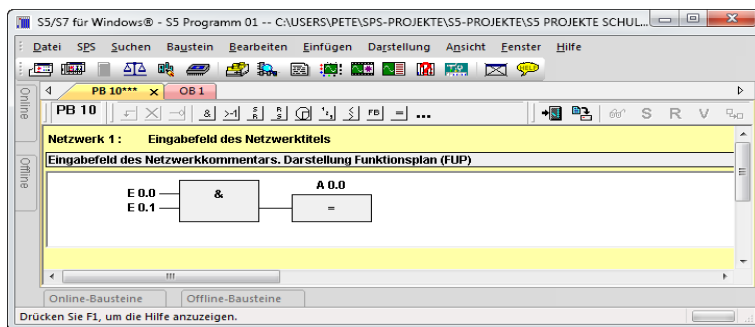 S5/S7 für Windows® - S5 Programm 01 -- C:\USERS\PETE\SPS-PROJEKTE\S5-PROJEKTE\S5 PROJEKTE SCHUL...
Datei SPS Suchen Baustein Bearbeiten Einfügen Darstellung Ansicht Fenster Hilfe
HELP
PB 10*** x OB 1
PB 10 & >-1 S R R S FB = ... S R V
Online
Offline
Netzwerk 1 : Eingabefeld des Netzwerktitels
Eingabefeld des Netzwerkkommentars. Darstellung Funktionsplan (FUP)
A 0.0
E 0.0 &
E 0.1 =
Online-Bausteine Offline-Bausteine
Drücken Sie F1, um die Hilfe anzuzeigen.